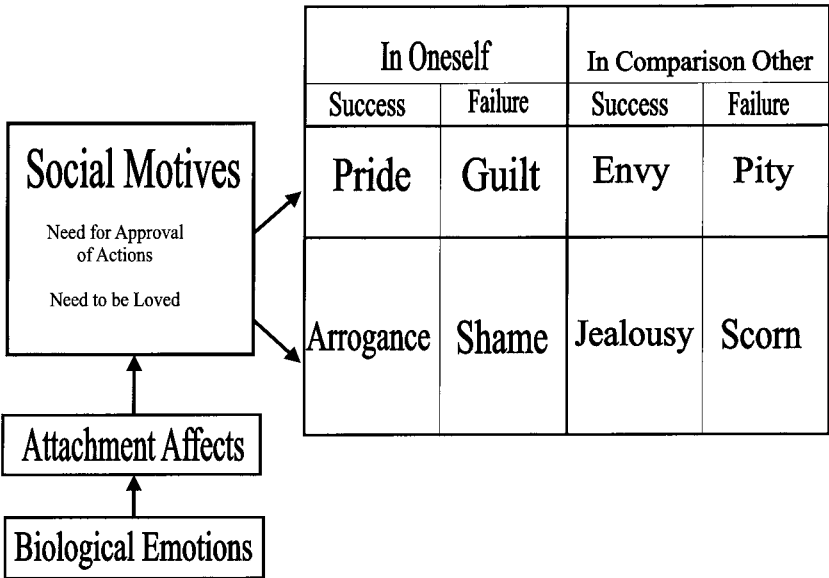 In Oneself
In Comparison Other
Success
Failure
Success
Failure
Social Motives
Need for Approval
of Actions
Need to be Loved
Pride
Guilt
Envy
Pity
Arrogance
Shame
Jealousy
Scorn
Attachment Affects
Biological Emotions